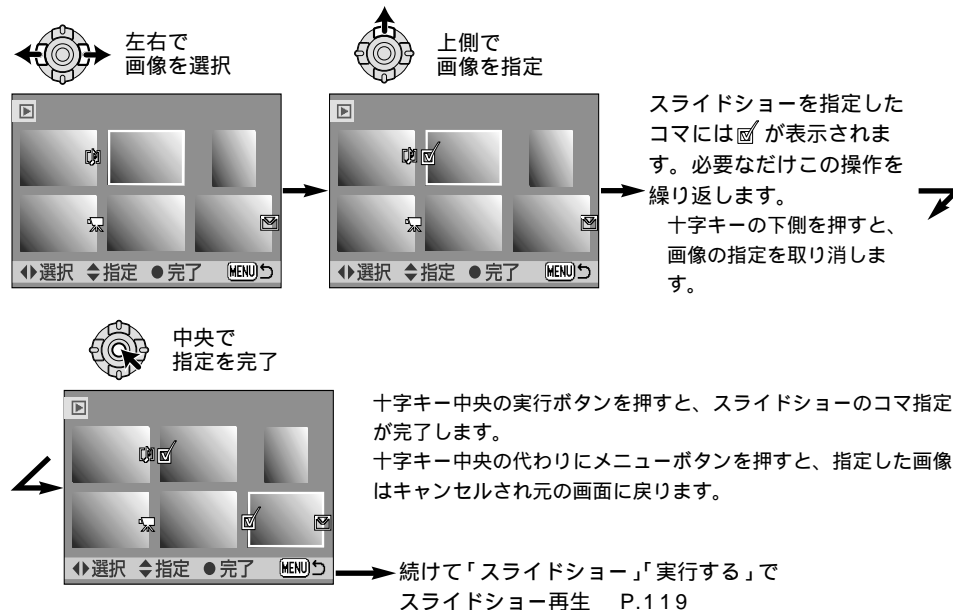 左右で
画像を選択
上側で
画像を指定
選択 指定 ●完了 MENU
選択 指定 ●完了 MENU
スライドショーを指定した
コマには が表示されま
す。必要なだけこの操作を
繰り返します。
十字キーの下側を押すと、
画像の指定を取り消しま
す。
中央で
指定を完了
選択 指定 ●完了 MENU
十字キー中央の実行ボタンを押すと、スライドショーのコマ指定
が完了します。
十字キー中央の代わりにメニューボタンを押すと、指定した画像
はキャンセルされ元の画面に戻ります。
続けて「スライドショー」「実行する」で
スライドショー再生 P.119